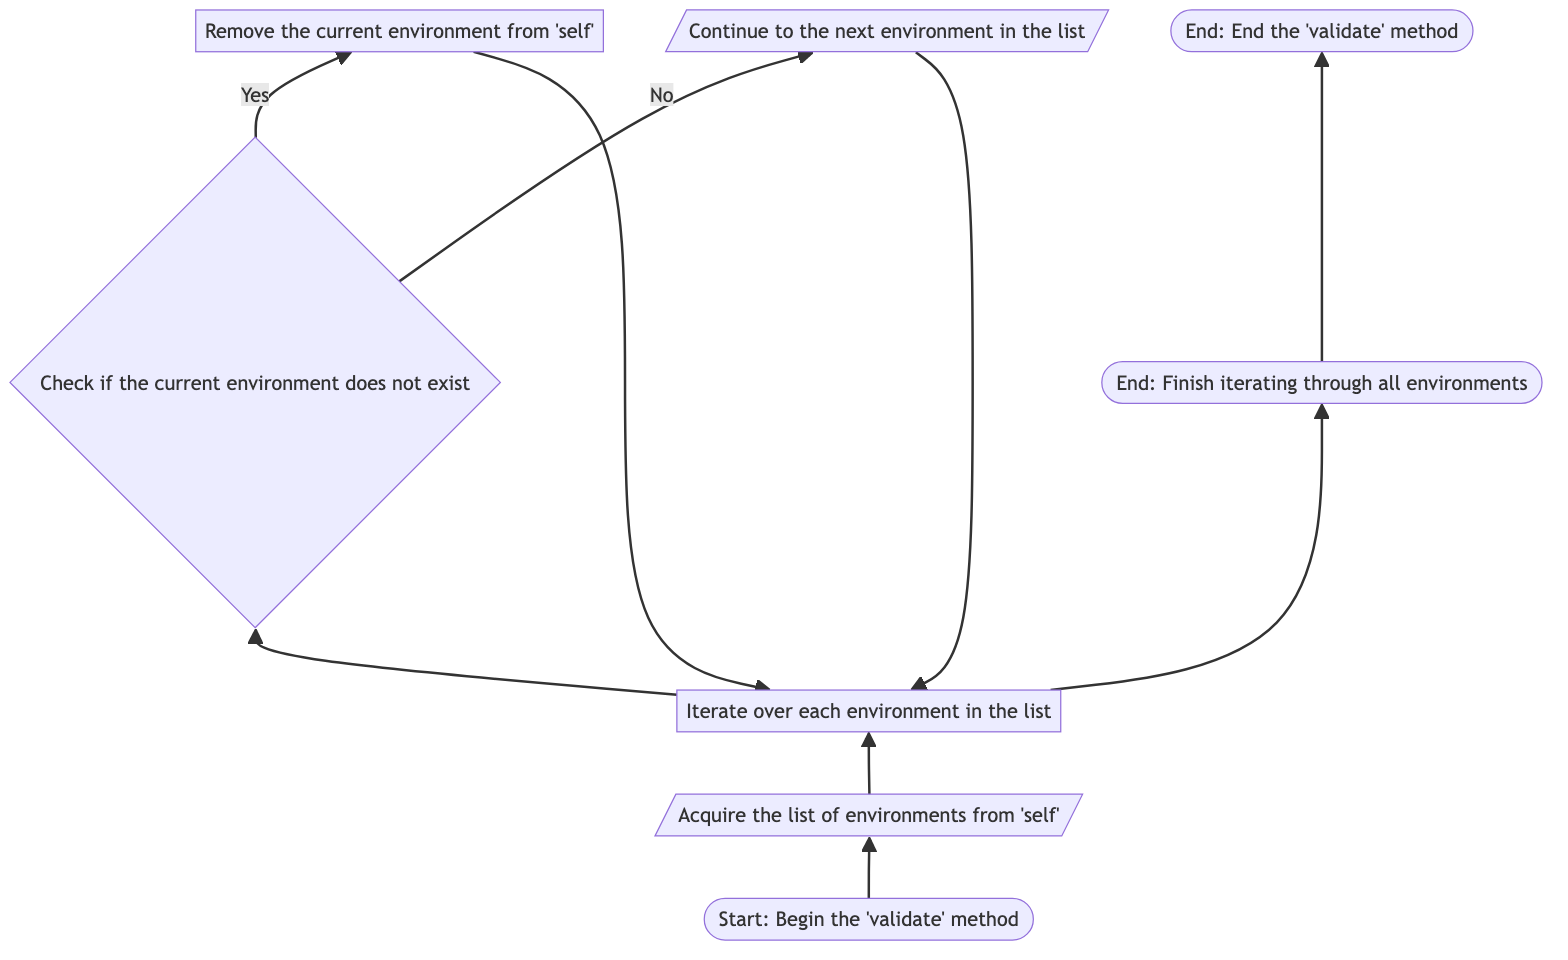 Remove the current environment from 'self'
Continue to the next environment in the list
End: End the 'validate' method
Yes
No
Check if the current environment does not exist
End: Finish iterating through all environments
Iterate over each environment in the list
Acquire the list of environments from 'self'
Start: Begin the 'validate' method